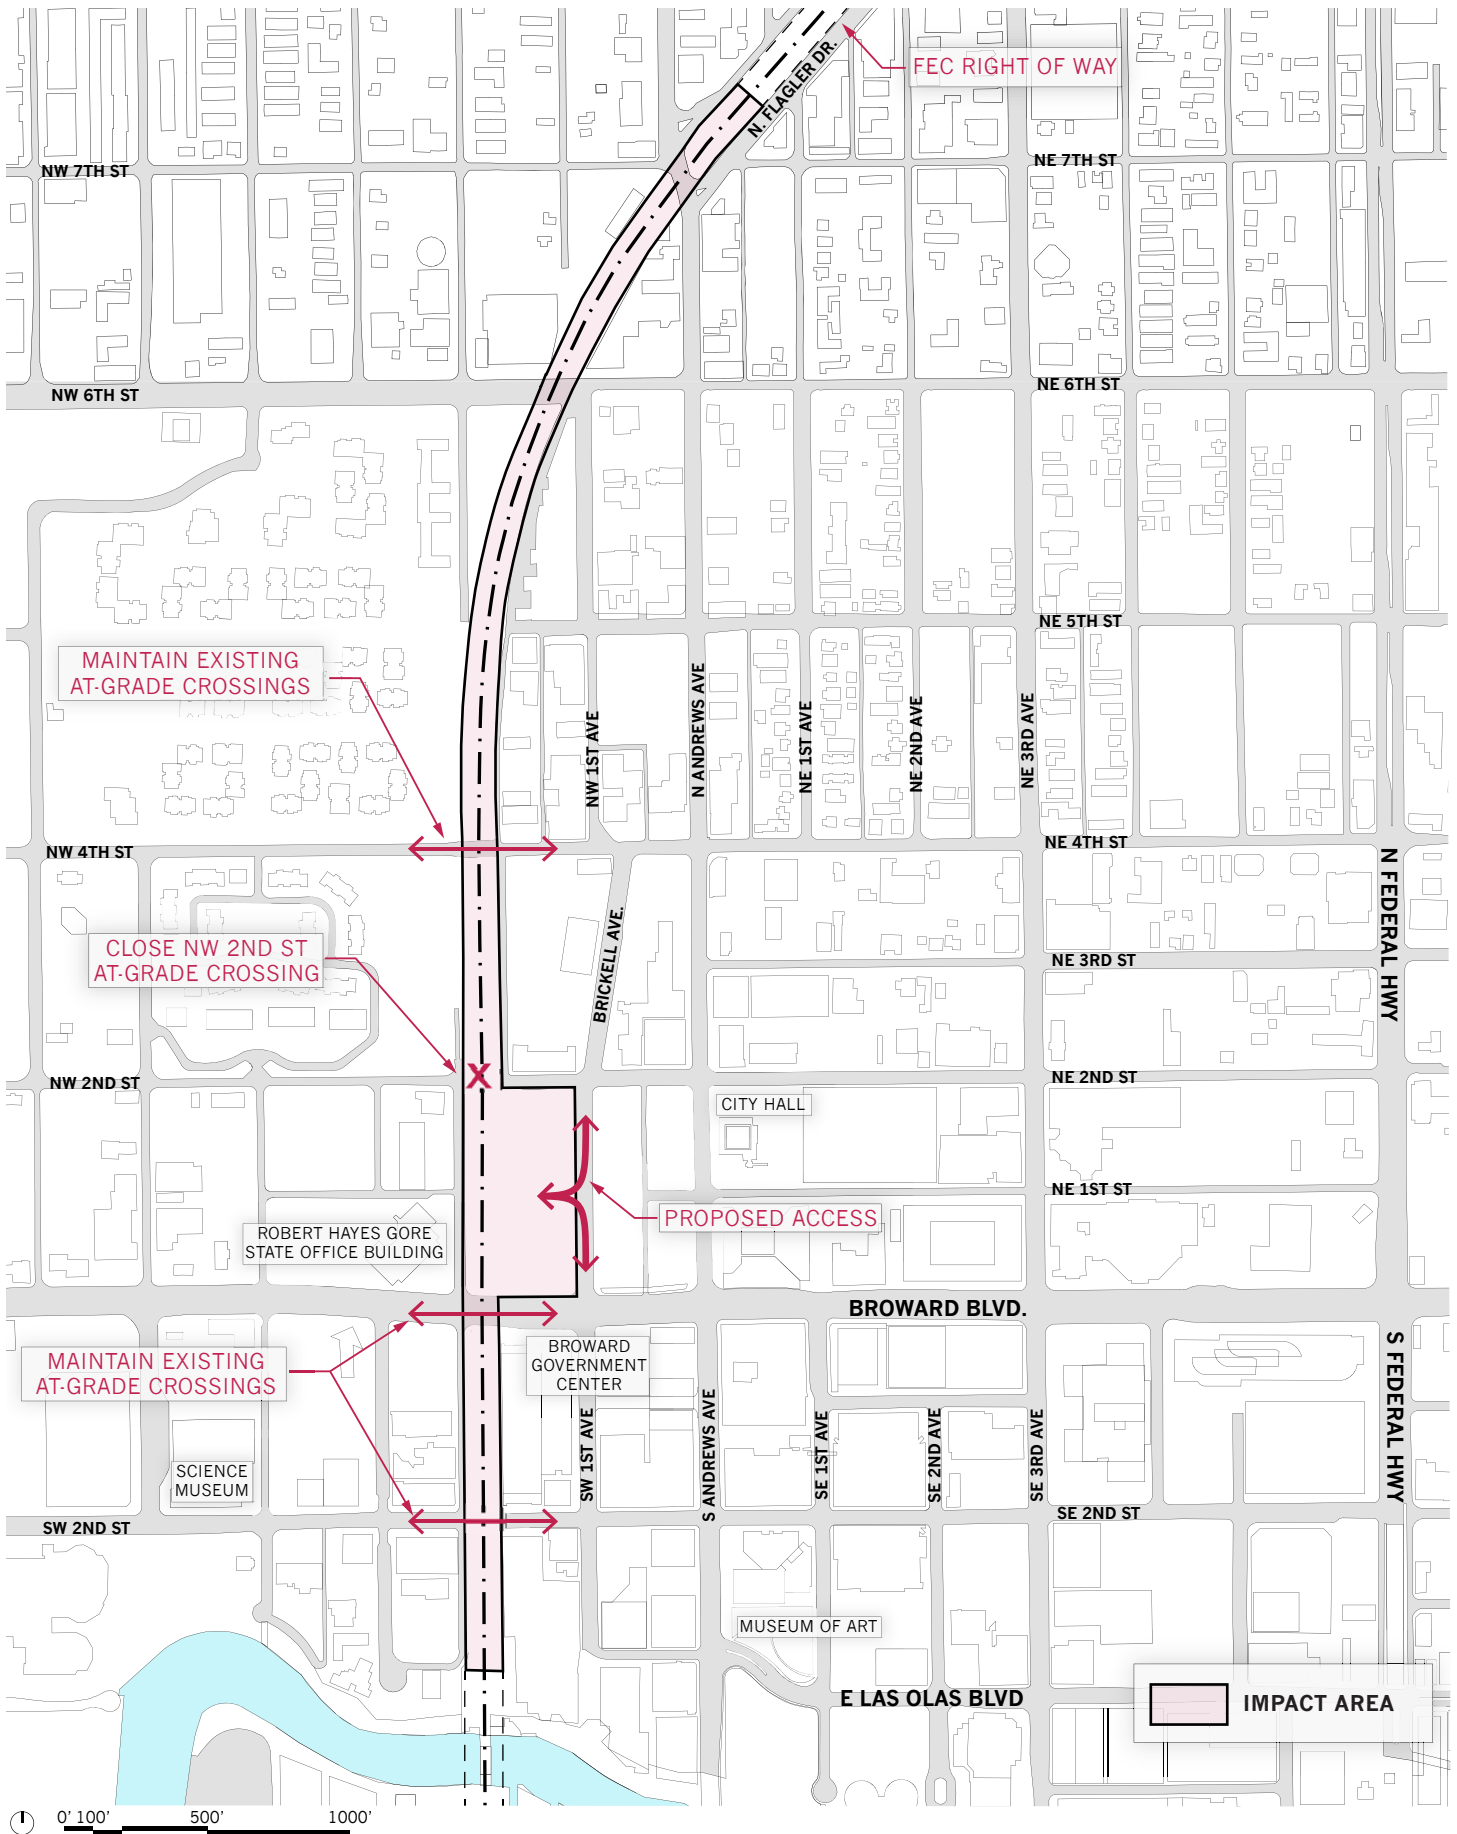 FEC RIGHT OF WAY
N. FLAGLER DR.
NW 7TH ST
NE 7TH ST
NW 6TH ST
NE 6TH ST
NE 5TH ST
MAINTAIN EXISTING
AT-GRADE CROSSINGS
NW 1ST AVE
N ANDREWS AVE
NE 1ST AVE
NE 2ND AVE
NE 3RD AVE
NW 4TH ST
NE 4TH ST
N FEDERAL HWY
CLOSE NW 2ND ST
AT-GRADE CROSSING
BRICKELL AVE.
NE 3RD ST
X
NW 2ND ST
NE 2ND ST
CITY HALL
NE 1ST ST
PROPOSED ACCESS
ROBERT HAYES GORE
STATE OFFICE BUILDING
BROWARD BLVD.
MAINTAIN EXISTING
AT-GRADE CROSSINGS
BROWARD
GOVERNMENT
CENTER
S FEDERAL HWY
SW 1ST AVE
S ANDREWS AVE
SE 1ST AVE
SE 2ND AVE
SE 3RD AVE
SCIENCE
MUSEUM
SW 2ND ST
SE 2ND ST
MUSEUM OF ART
E LAS OLAS BLVD
IMPACT AREA
0' 100' 500' 1000'